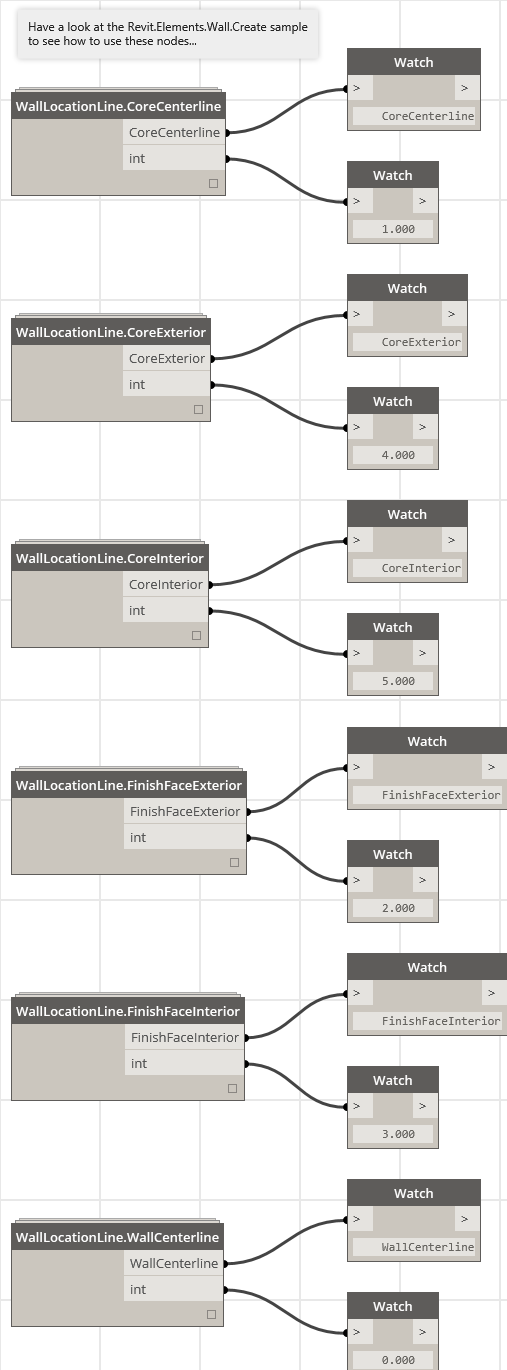 Have a look at the Revit.Elements.Wall.Create sample
to see how to use these nodes...
Watch
> >
CoreCenterline
WallLocationLine.CoreCenterline
CoreCenterline
int
Watch
> >
1.000
Watch
> >
CoreExterior
WallLocationLine.CoreExterior
CoreExterior
int
Watch
> >
4.000
Watch
> >
CoreInterior
WallLocationLine.CoreInterior
CoreInterior
int
Watch
> >
5.000
Watch
> >
FinishFaceExterior
WallLocationLine.FinishFaceExterior
FinishFaceExterior
int
Watch
> >
2.000
Watch
> >
FinishFaceInterior
WallLocationLine.FinishFaceInterior
FinishFaceInterior
int
Watch
> >
3.000
Watch
> >
WallCenterline
WallLocationLine.WallCenterline
WallCenterline
int
Watch
> >
0.000